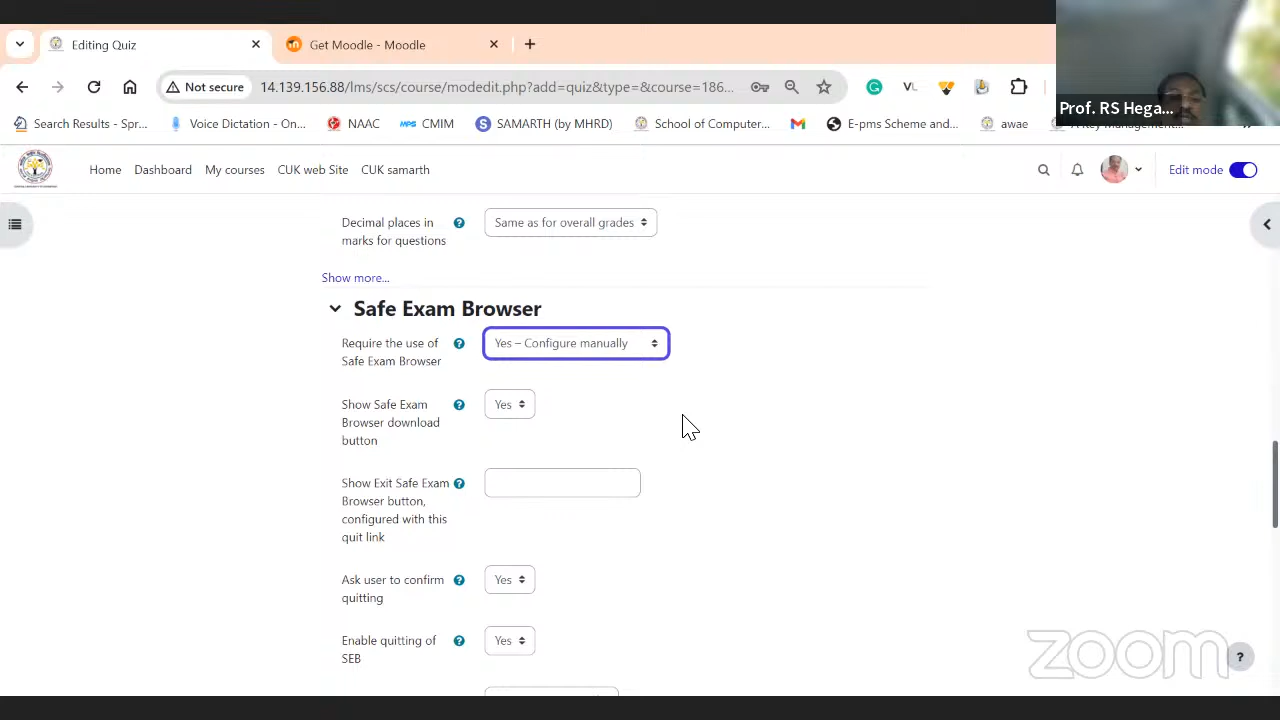 Editing Quiz
Get Moodle - Moodle
Not secure
14.139.156.88/lms/scs/course/modedit.php?add=quiz&type=&course=186...
Prof. RS Hega...
Search Results - Spr...
Voice Dictation - On...
NAAC
CMIM
SAMARTH (by MHRD)
School of Computer...
E-pms Scheme and...
awae
Home
Dashboard
My courses
CUK web Site
CUK samarth
Edit mode
Decimal places in
marks for questions
Same as for overall grades
Show more...
Safe Exam Browser
Require the use of
Safe Exam Browser
Yes – Configure manually
Show Safe Exam
Browser download
button
Yes
Show Exit Safe Exam
Browser button,
configured with this
quit link
Ask user to confirm
quitting
Yes
Enable quitting of
SEB
Yes
zoom
?